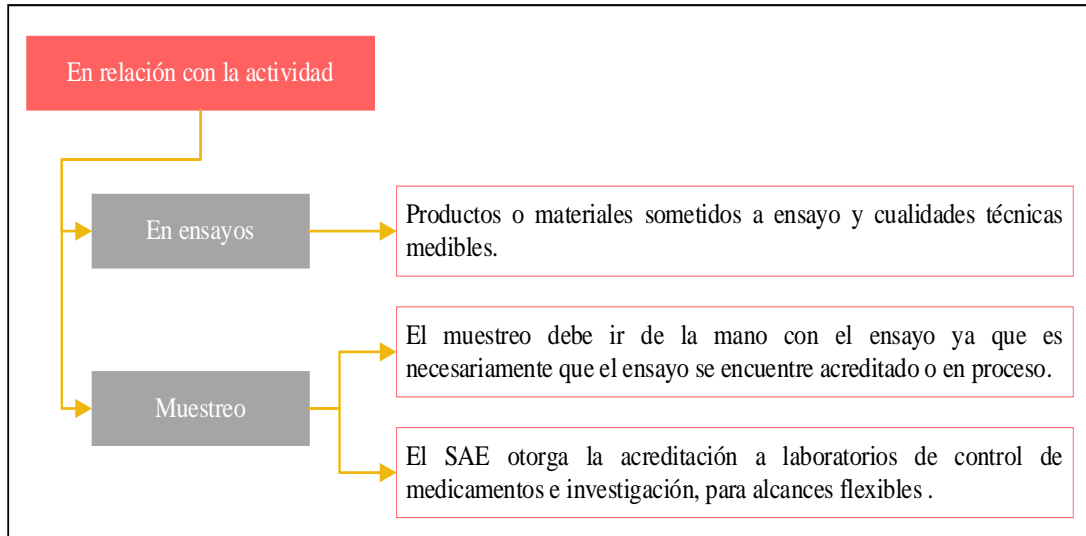 En relación con la actividad
En ensayos
Productos o materiales sometidos a ensayo y cualidades técnicas
medibles.
El muestreo debe ir de la mano con el ensayo ya que es
necesariamente que el ensayo se encuentre acreditado o en proceso.
Muestreo
El SAE otorga la acreditación a laboratorios de control de
medicamentos e investigación, para alcances flexibles .